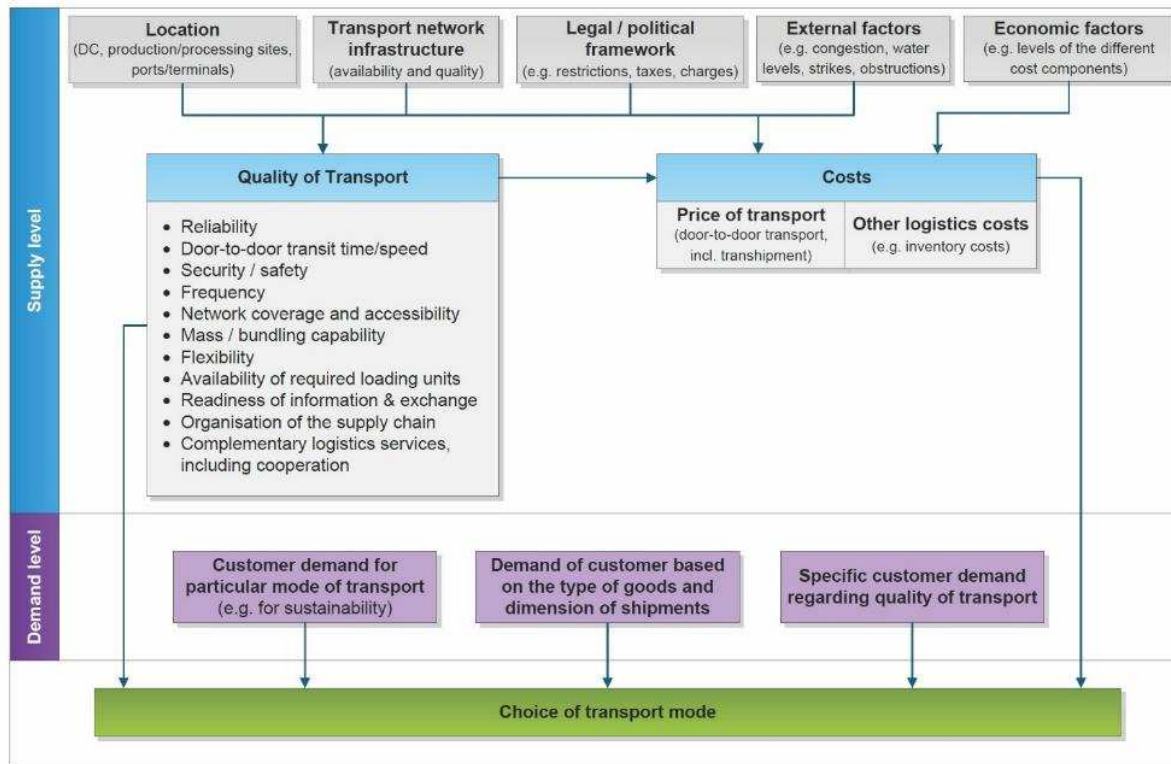 Location
(DC, production/processing sites,
ports/terminals)
Transport network
infrastructure
(availability and quality)
Legal / political
framework
(e.g. restrictions, taxes, charges)
External factors
(e.g. congestion, water
levels, strikes, obstructions)
Economic factors
(e.g. levels of the different
cost components)
Supply level
Quality of Transport
• Reliability
• Door-to-door transit time/speed
• Security / safety
• Frequency
• Network coverage and accessibility
• Mass / bundling capability
• Flexibility
• Availability of required loading units
• Readiness of information & exchange
• Organisation of the supply chain
• Complementary logistics services,
including cooperation
Costs
Price of transport
(door-to-door transport,
incl. transhipment)
Other logistics costs
(e.g. inventory costs)
Demand level
Customer demand for
particular mode of transport
(e.g. for sustainability)
Demand of customer based
on the type of goods and
dimension of shipments
Specific customer demand
regarding quality of transport
Choice of transport mode